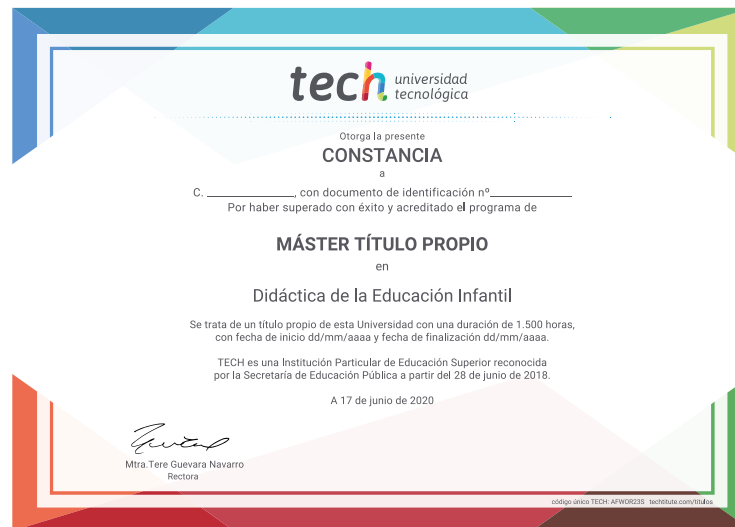 tech universidad
tecnológica
Otorga la presente
CONSTANCIA
a
C. ________________, con documento de identificación nº______________
Por haber superado con éxito y acreditado el programa de
MÁSTER TÍTULO PROPIO
en
Didáctica de la Educación Infantil
Se trata de un título propio de esta Universidad con una duración de 1.500 horas,
con fecha de inicio dd/mm/aaaa y fecha de finalización dd/mm/aaaa.
TECH es una Institución Particular de Educación Superior reconocida
por la Secretaría de Educación Pública a partir del 28 de junio de 2018.
A 17 de junio de 2020
Mtra.Tere Guevara Navarro
Rectora
código único TECH: AFWOR23S techtitute.com/titulos